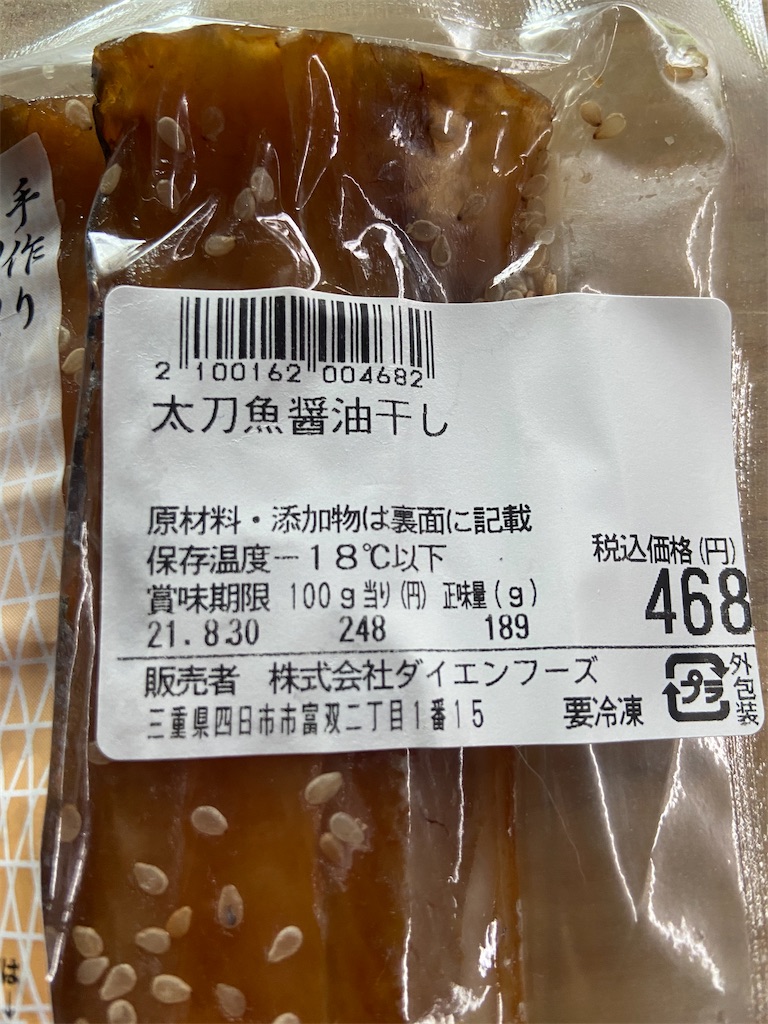 手作り
2 100162 004682
太刀魚醤油干し
原材料・添加物は裏面に記載
保存温度－18℃以下
税込価格(円)
賞味期限 100g当り(円) 正味量(g)
468
21.8.30 248 189
販売者 株式会社ダイエンフーズ
三重県四日市市富双二丁目1番15 要冷凍
プラ 外包装
は